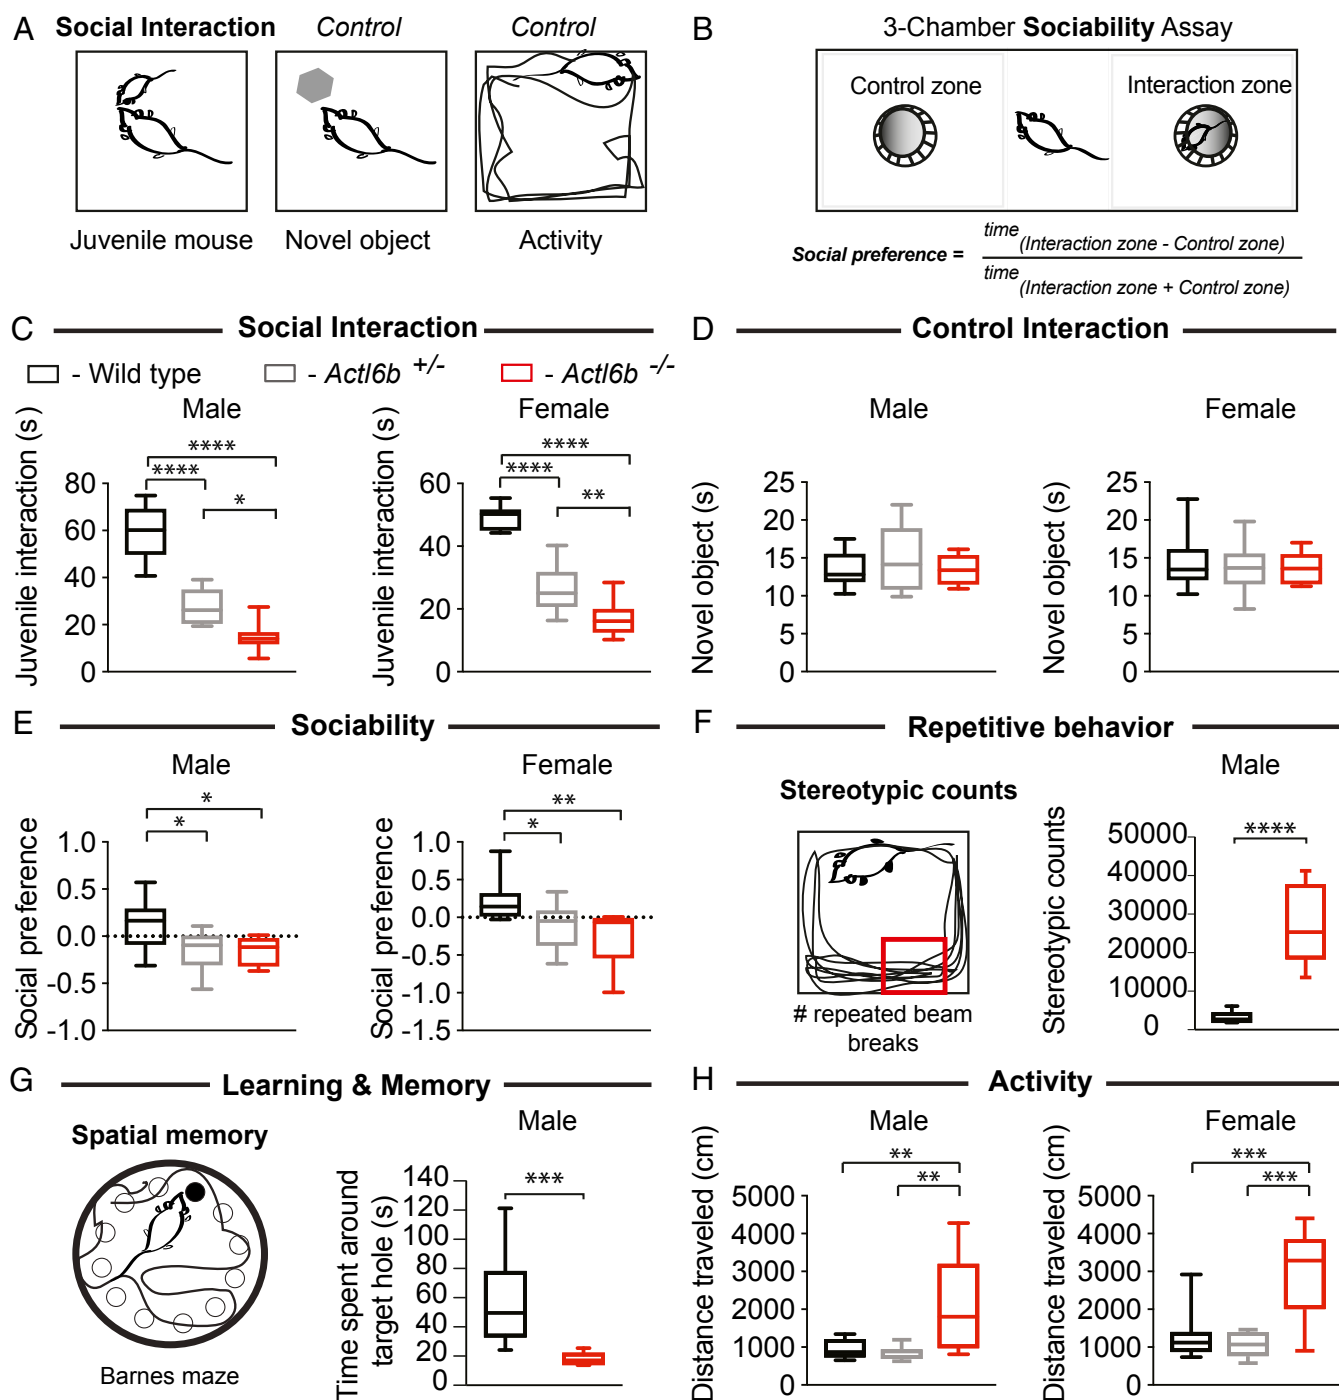 A Social Interaction Control Control
Juvenile mouse Novel object Activity
B 3-Chamber Sociability Assay
Control zone Interaction zone
Social preference = time (Interaction zone - Control zone)
time (Interaction zone + Control zone)
C Social Interaction
- Wild type - Actl6b +/- - Actl6b -/-
Male
Juvenile interaction (s)
80
60
40
20
0
****
****
*
Female
Juvenile interaction (s)
60
40
20
0
****
****
**
D Control Interaction
Male
Novel object (s)
25
20
15
10
5
0
Female
Novel object (s)
25
20
15
10
5
0
E Sociability
Male
Social preference
1.0
0.5
0.0
-0.5
-1.0
*
*
Female
Social preference
1.0
0.5
0.0
-0.5
-1.0
-1.5
**
*
F Repetitive behavior
Stereotypic counts
# repeated beam
breaks
Male
Stereotypic counts
50000
40000
30000
20000
10000
0
****
G Learning & Memory
Spatial memory
Barnes maze
Male
Time spent around
target hole (s)
140
120
100
80
60
40
20
0
***
H Activity
Male
Distance traveled (cm)
5000
4000
3000
2000
1000
0
**
**
Female
Distance traveled (cm)
5000
4000
3000
2000
1000
0
***
***